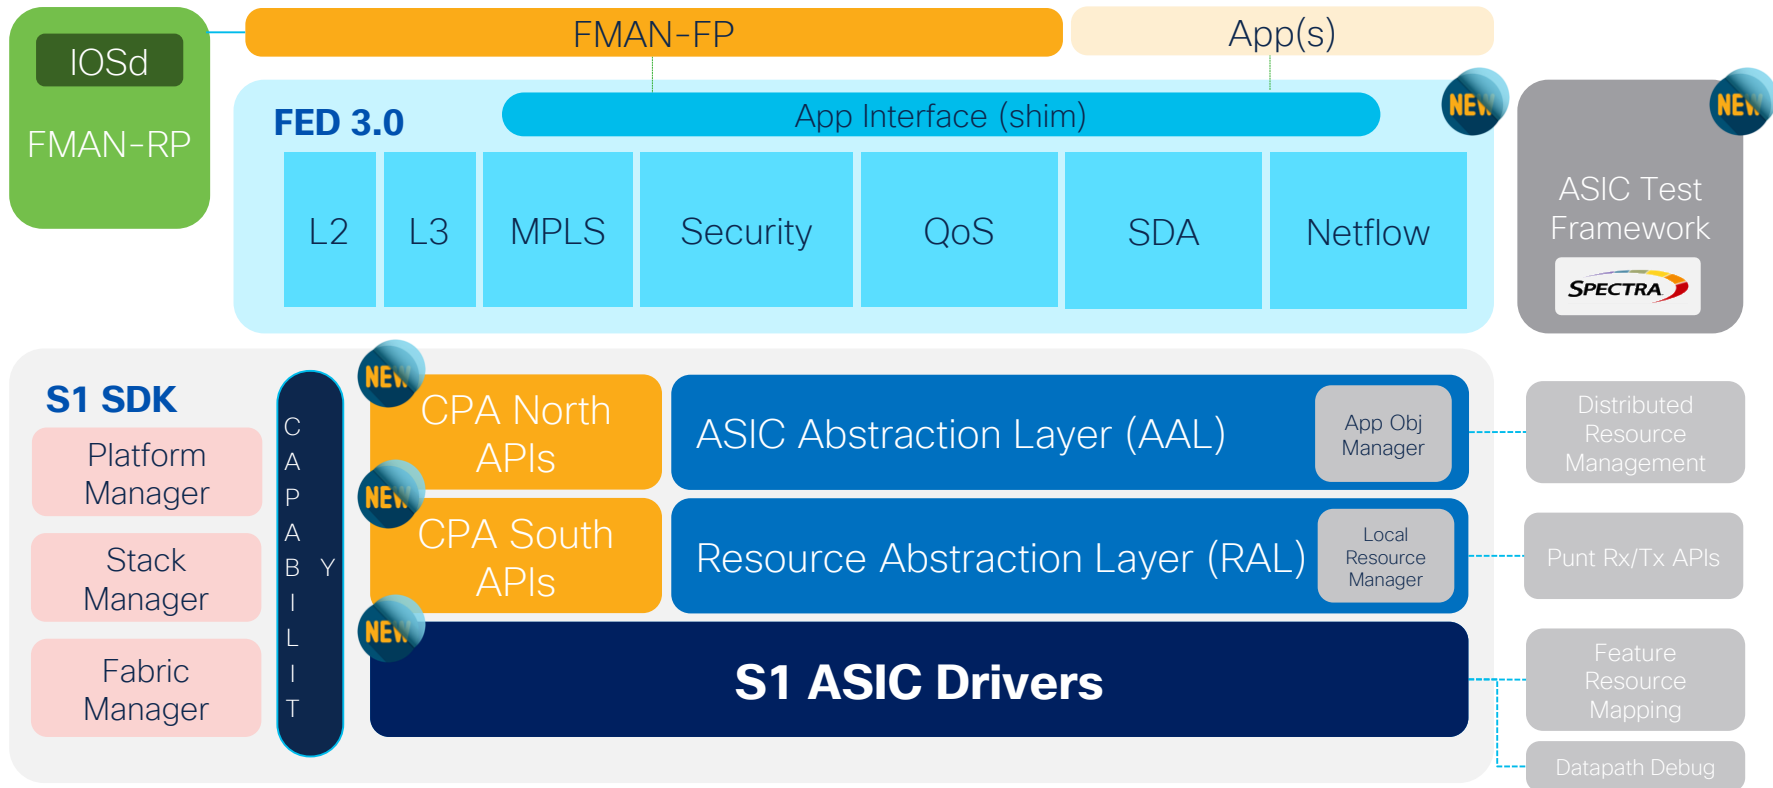 IOSd
FMAN-RP
FMAN-FP
App(s)
FED 3.0
App Interface (shim)
NEW
NEW
L2
L3
MPLS
Security
QoS
SDA
Netflow
ASIC Test
Framework
SPECTRA
S1 SDK
Platform
Manager
Stack
Manager
Fabric
Manager
C
A
P
A
B
I
L
I
T
Y
NEW
CPA North
APIs
ASIC Abstraction Layer (AAL)
App Obj
Manager
Distributed
Resource
Management
NEW
CPA South
APIs
Resource Abstraction Layer (RAL)
Local
Resource
Manager
Punt Rx/Tx APIs
NEW
S1 ASIC Drivers
Feature
Resource
Mapping
Datapath Debug